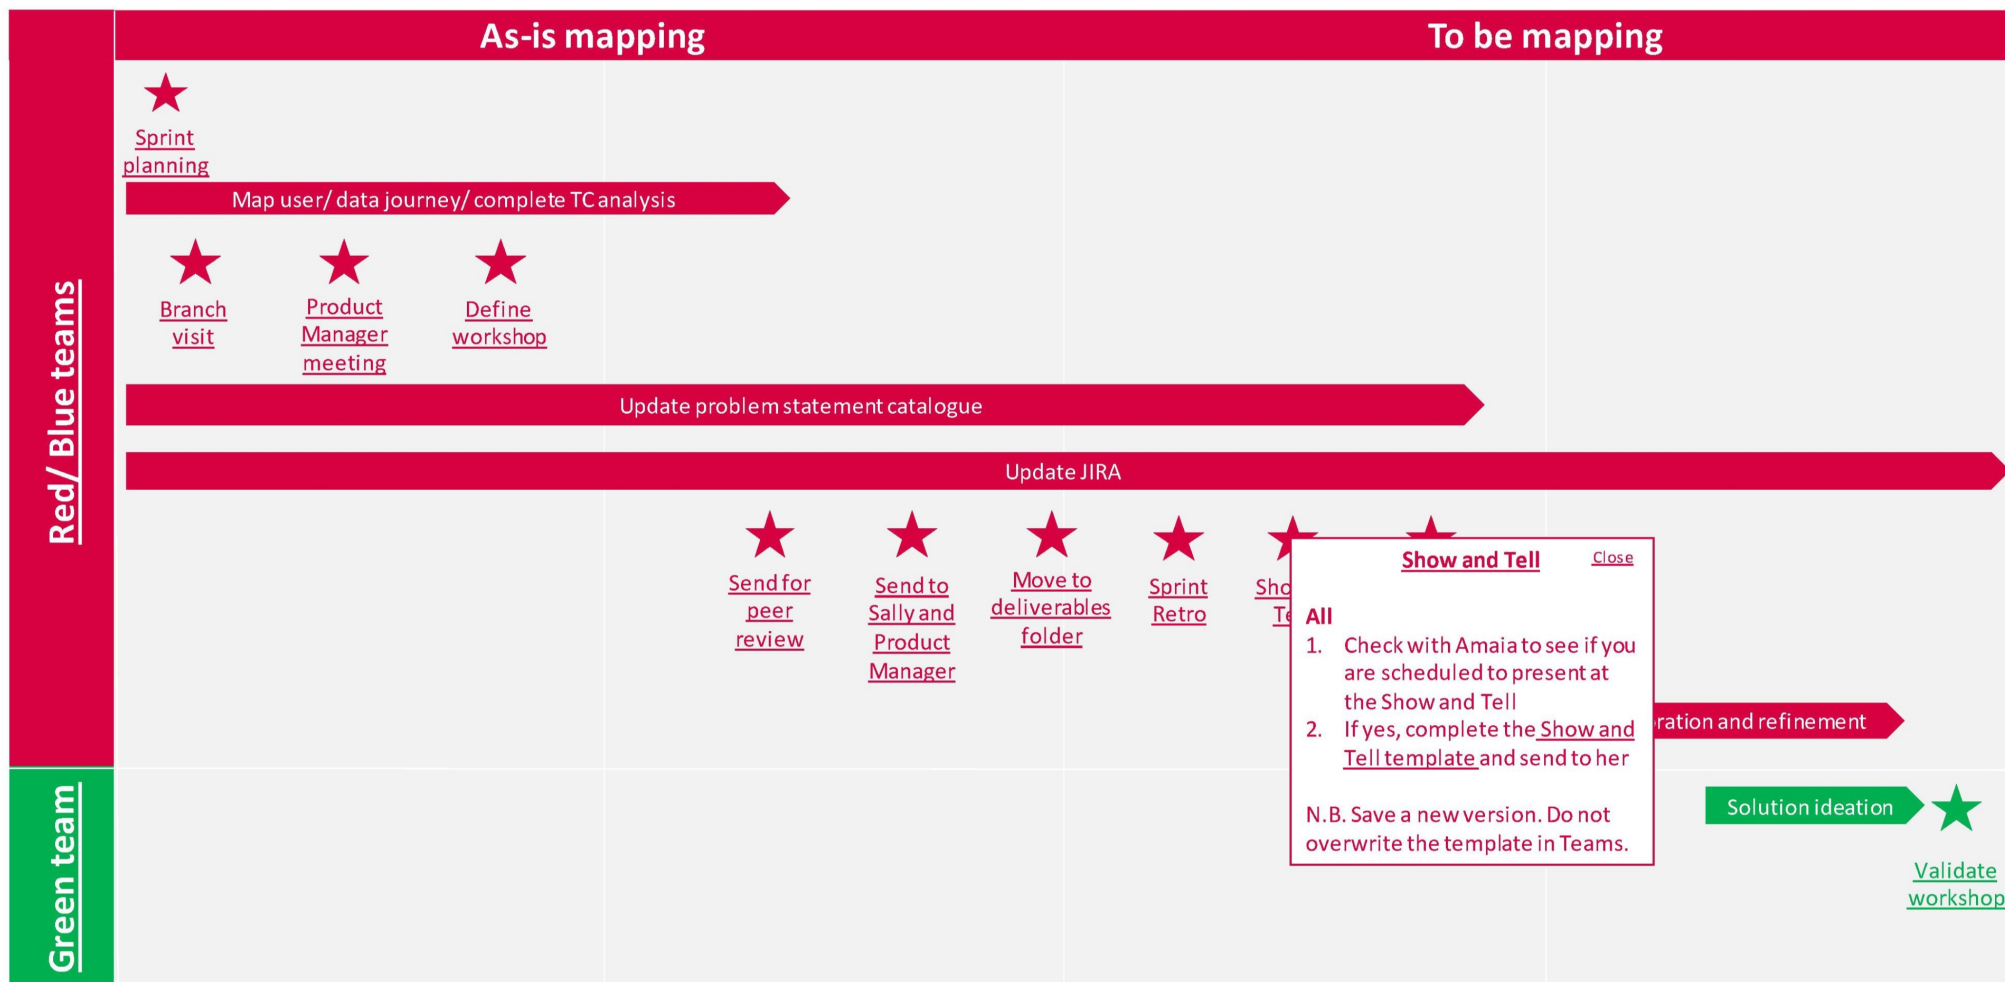 As-is mapping
To be mapping
Red/ Blue teams
Sprint
planning
Map user/ data journey/ complete TC analysis
Branch
visit
Product
Manager
meeting
Define
workshop
Update problem statement catalogue
Update JIRA
Send for
peer
review
Send to
Sally and
Product
Manager
Move to
deliverables
folder
Sprint
Retro
Show and Tell
Close
All
1. Check with Amaia to see if you
are scheduled to present at
the Show and Tell
2. If yes, complete the Show and
Tell template and send to her
N.B. Save a new version. Do not
overwrite the template in Teams.
and refinement
Green team
Solution ideation
Validate
workshop